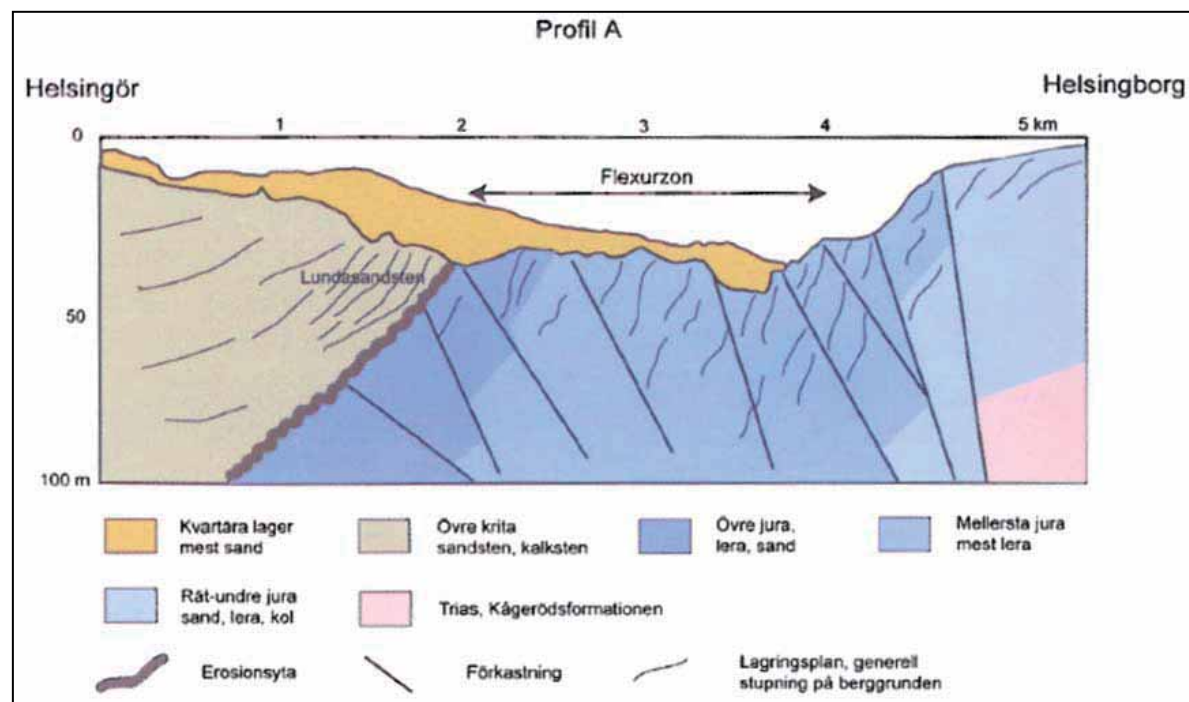 Profil A
Helsingör
Helsingborg
0
1
2
3
4
5 km
Flexurzon
Lundasandsten
50
100 m
Kvartära lager
mest sand
Övre krita
sandsten, kalksten
Övre jura,
lera, sand
Mellersta jura
mest lera
Rät-undre jura
sand, lera, kol
Trias, Kågerödsformationen
Erosionsyta
Förkastning
Lagringsplan, generell
stupning på berggrunden